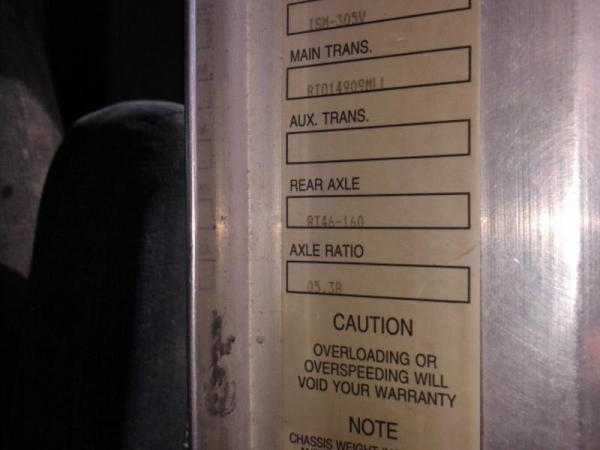 ISM-305V
MAIN TRANS.
RTO14909MLL
AUX. TRANS.
REAR AXLE
RT46-160
AXLE RATIO
05.38
CAUTION
OVERLOADING OR
OVERSPEEDING WILL
VOID YOUR WARRANTY
NOTE
CHASSIS WEIGHT